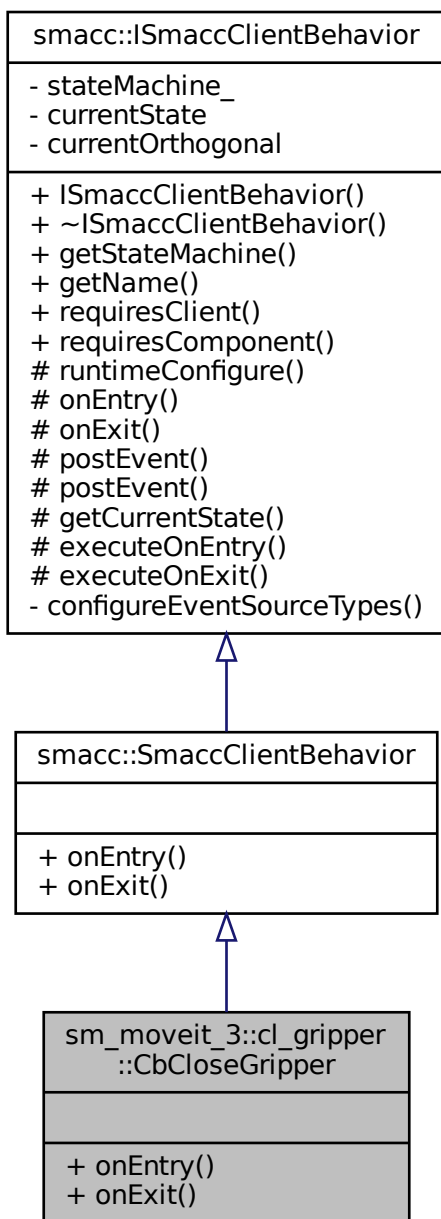 smacc::ISmaccClientBehavior
- stateMachine_
- currentState
- currentOrthogonal
+ ISmaccClientBehavior()
+ ~ISmaccClientBehavior()
+ getStateMachine()
+ getName()
+ requiresClient()
+ requiresComponent()
# runtimeConfigure()
# onEntry()
# onExit()
# postEvent()
# postEvent()
# getCurrentState()
# executeOnEntry()
# executeOnExit()
- configureEventSourceTypes()
smacc::SmaccClientBehavior
+ onEntry()
+ onExit()
sm_moveit_3::cl_gripper
::CbCloseGripper
+ onEntry()
+ onExit()